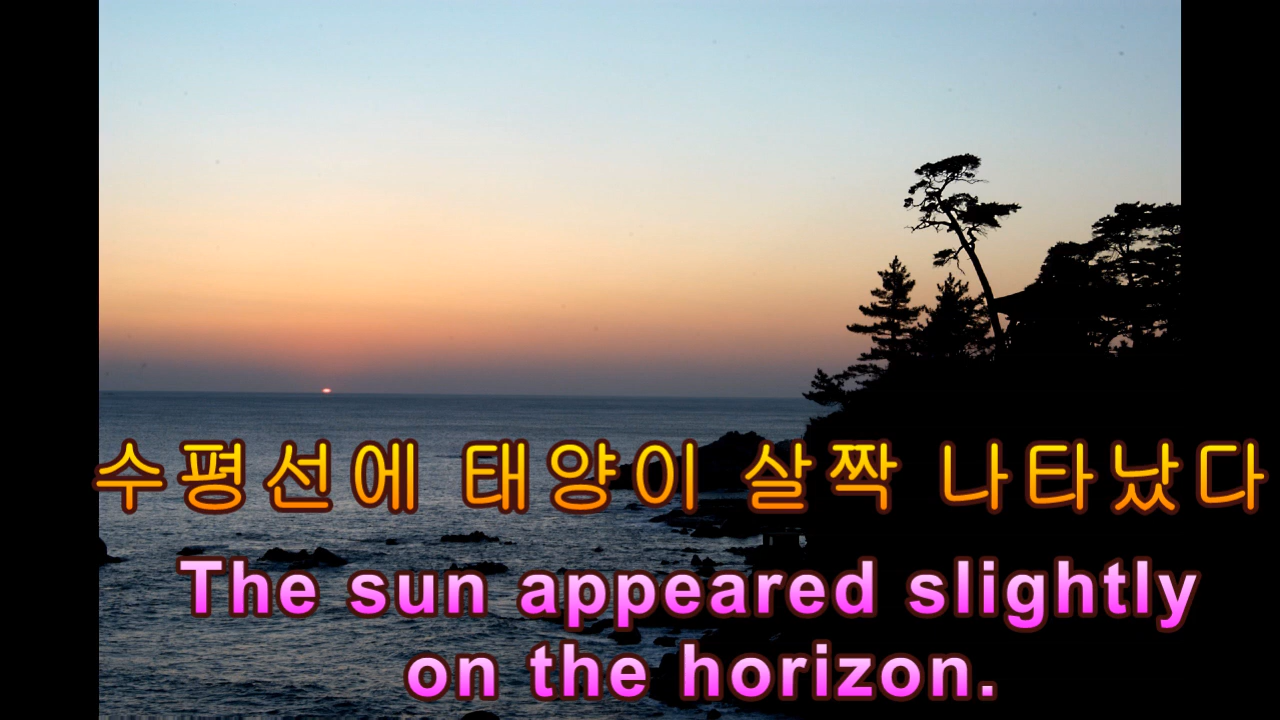 수평선에 태양이 살짝 나타났다
The sun appeared slightly
on the horizon.